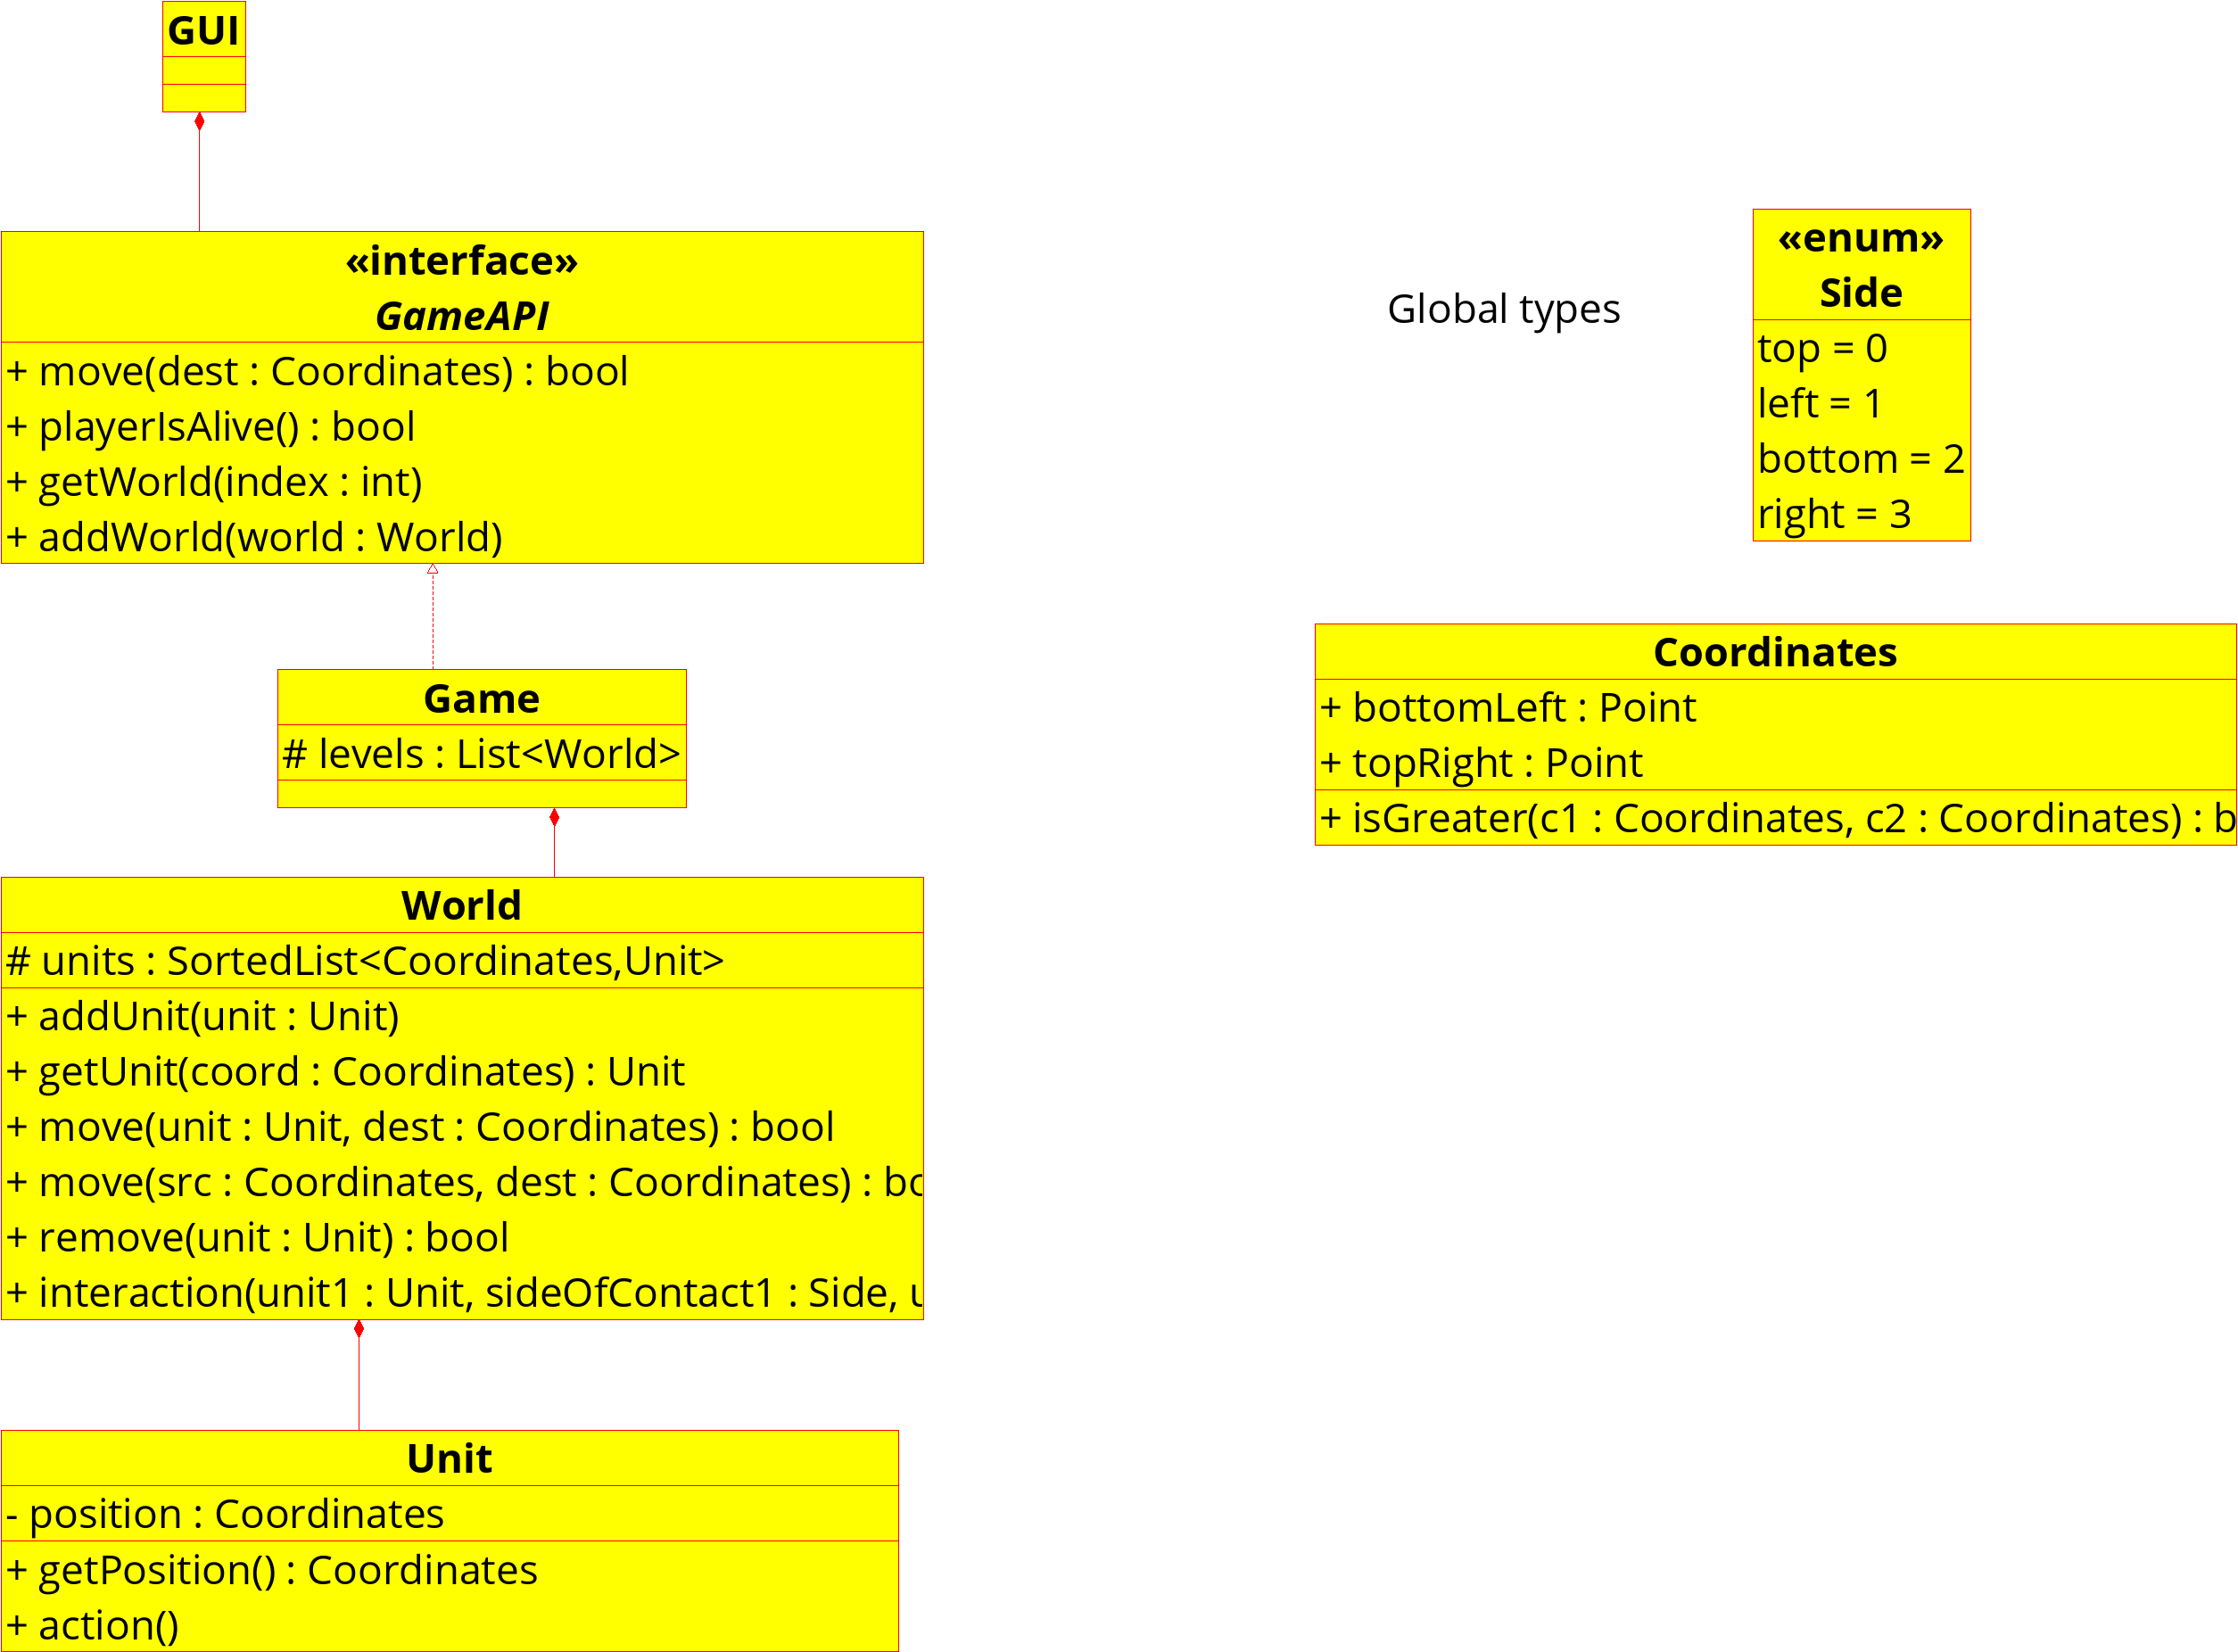 GUI
«interface»
GameAPI
+ move(dest : Coordinates) : bool
+ playerIsAlive() : bool
+ getWorld(index : int)
+ addWorld(world : World)
Game
# levels : List<World>
World
# units : SortedList<Coordinates,Unit>
+ addUnit(unit : Unit)
+ getUnit(coord : Coordinates) : Unit
+ move(unit : Unit, dest : Coordinates) : bool
+ move(src : Coordinates, dest : Coordinates) : bo
+ remove(unit : Unit) : bool
+ interaction(unit1 : Unit, sideOfContact1 : Side, u
Unit
- position : Coordinates
+ getPosition() : Coordinates
+ action()
Global types
«enum»
Side
top = 0
left = 1
bottom = 2
right = 3
Coordinates
+ bottomLeft : Point
+ topRight : Point
+ isGreater(c1 : Coordinates, c2 : Coordinates) : b